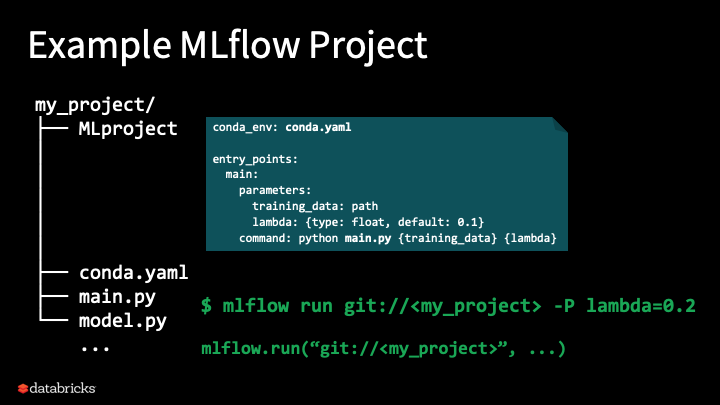 Example MLflow Project
my_project/
├── MLproject
conda_env: conda.yaml
entry_points:
main:
parameters:
training_data: path
lambda: {type: float, default: 0.1}
command: python main.py {training_data} {lambda}
├── conda.yaml
├── main.py
└── model.py
...
$ mlflow run git://<my_project> -P lambda=0.2
mlflow.run(“git://<my_project>”, ...)
databricks